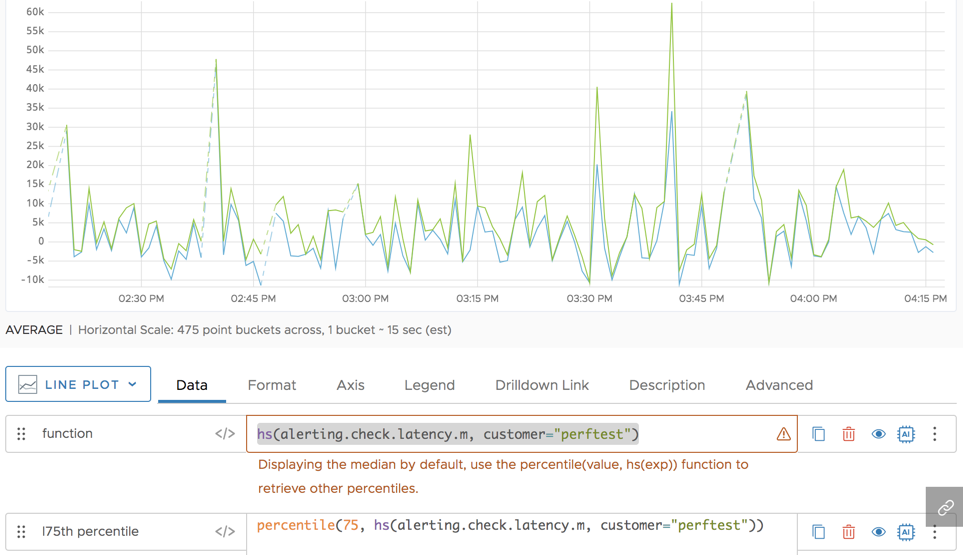 60k
55k
50k
45k
40k
35k
30k
25k
20k
15k
10k
5k
0
-5k
-10k
02:30 PM 02:45 PM 03:00 PM 03:15 PM 03:30 PM 03:45 PM 04:00 PM 04:15 PM
AVERAGE | Horizontal Scale: 475 point buckets across, 1 bucket - 15 sec (est)
LINE PLOT Data Format Axis Legend Drilldown Link Description Advanced
function </> hs(alerting.check.latency.m, customer="perftest") AI
Displaying the median by default, use the percentile(value, hs(exp)) function to
retrieve other percentiles.
l75th percentile </> percentile(75, hs(alerting.check.latency.m, customer="perftest")) AI